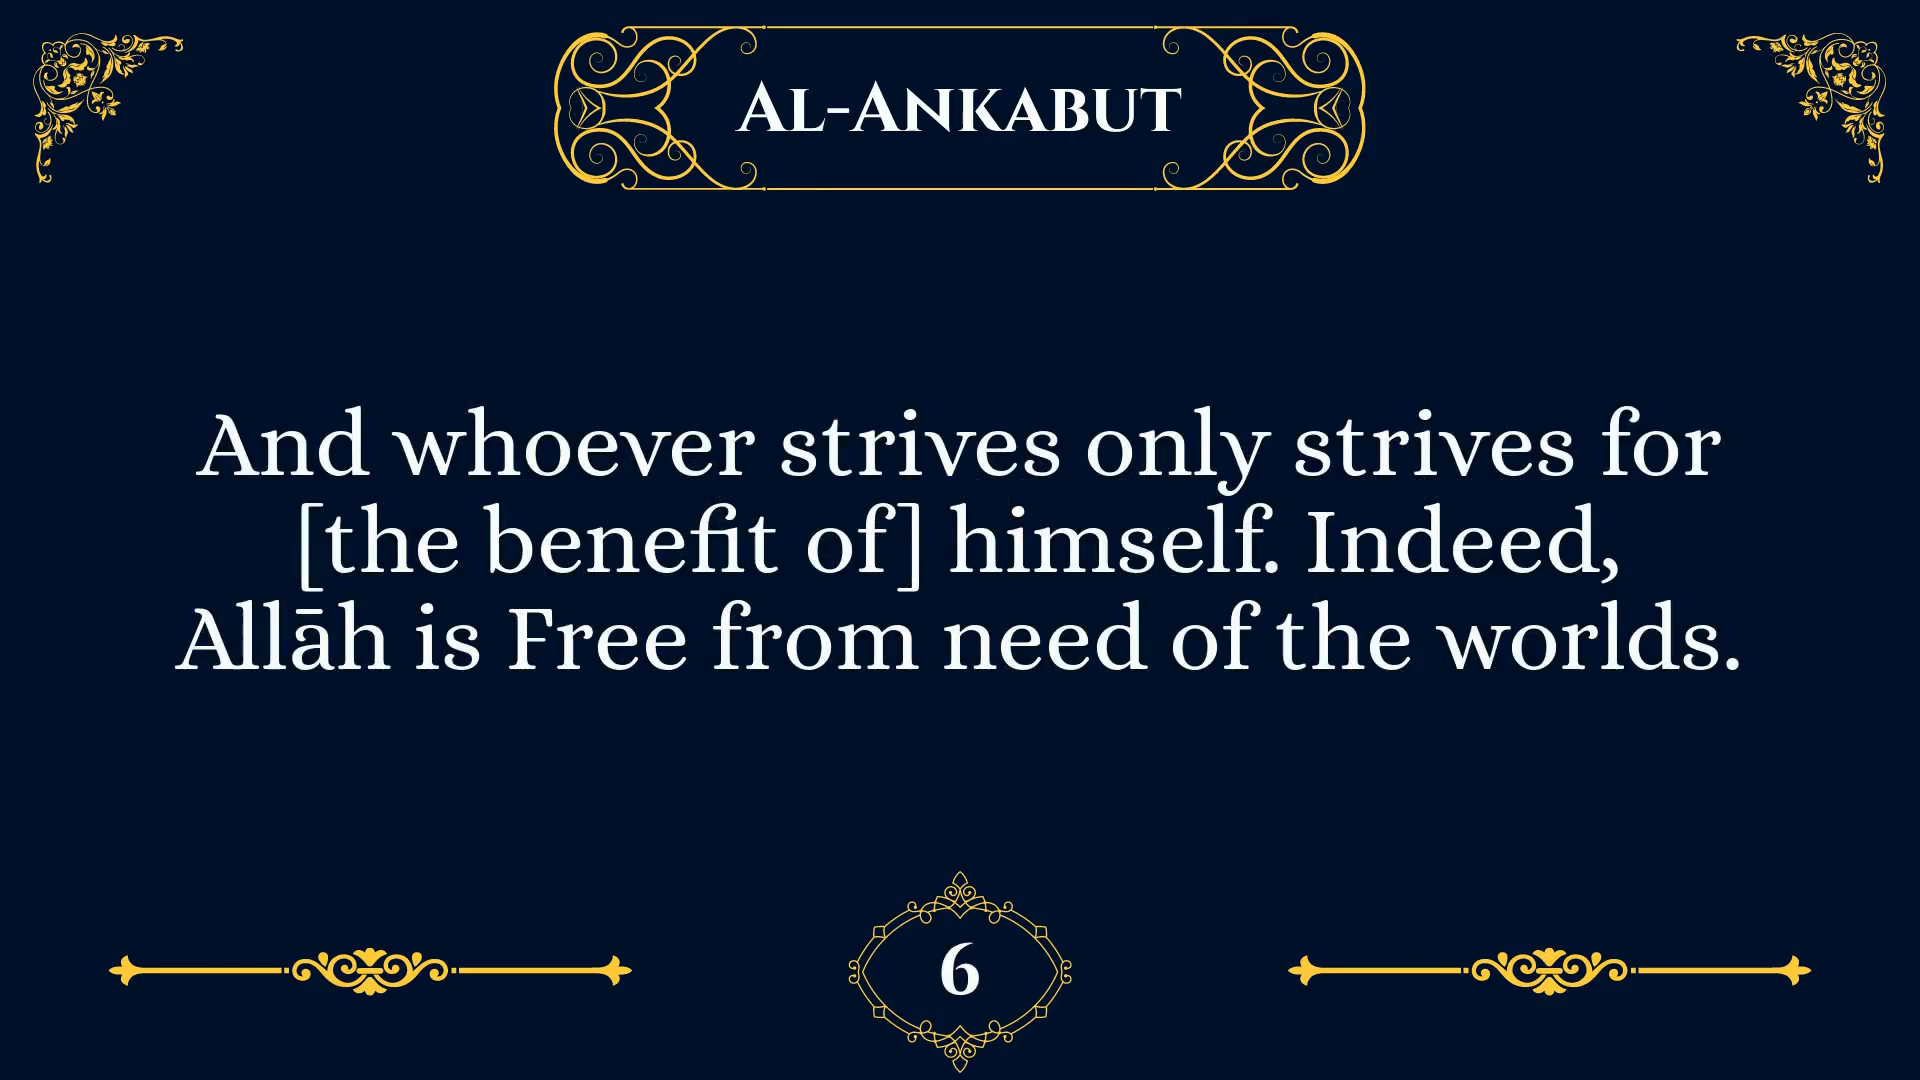 Al-Ankabut
And whoever strives only strives for
[the benefit of] himself. Indeed,
Allāh is Free from need of the worlds.
6